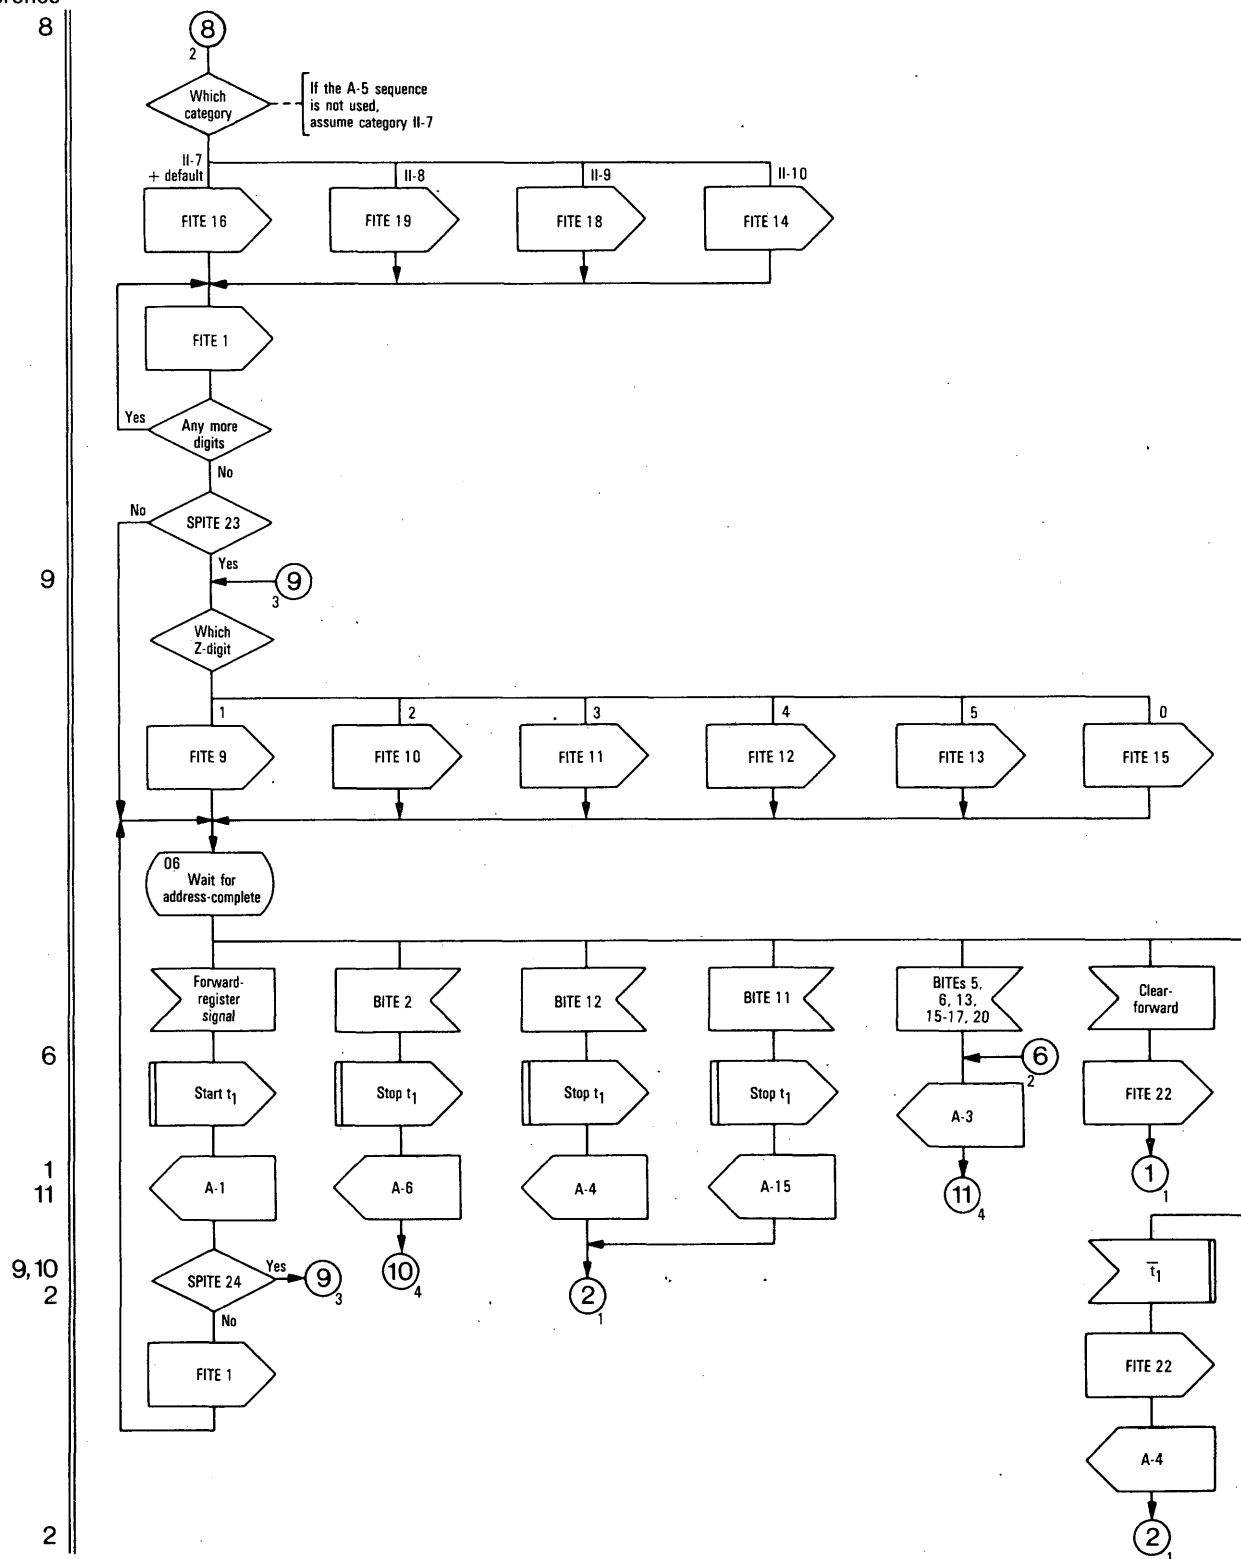 8
8
2
Which
category
If the A-5 sequence
is not used,
assume category II-7
II-7
+ default
II-8
II-9
II-10
FITE 16
FITE 19
FITE 18
FITE 14
FITE 1
Yes
Any more
digits
No
No
SPITE 23
Yes
9
9
3
Which
Z-digit
1
2
3
4
5
0
FITE 9
FITE 10
FITE 11
FITE 12
FITE 13
FITE 15
06
Wait for
address-complete
Forward-
register
signal
BITE 2
BITE 12
BITE 11
BITEs 5,
6, 13,
15-17, 20
Clear-
forward
6
6
2
Start t1
Stop t1
Stop t1
Stop t1
A-3
FITE 22
1
11
A-1
A-6
A-4
A-15
11
4
1
1
9,10
2
SPITE 24
Yes
9
3
10
4
2
1
t̅1
No
FITE 1
FITE 22
A-4
2
2
1